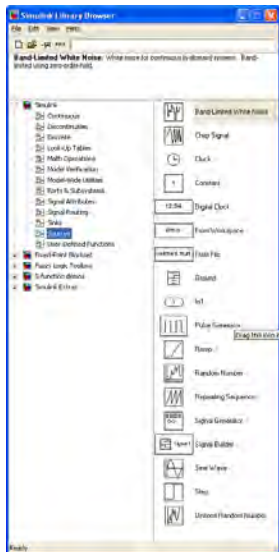 Simulink Library Browser
File Edit View Help
Band-Limited White Noise: White noise for continuous (s-domain) systems. Band-
limited using zero-order-hold.
Simulink
Continuous
Discontinuities
Discrete
Look-Up Tables
Math Operations
Model Verification
Model-Wide Utilities
Ports & Subsystems
Signal Attributes
Signal Routing
Sinks
Sources
User-Defined Functions
Fixed-Point Blockset
Fuzzy Logic Toolbox
S-function demos
Simulink Extras
Band-Limited White Noise
Chirp Signal
Clock
1 Constant
12:34 Digital Clock
simin From Workspace
untitled.mat From File
Ground
1 In1
Pulse Generator
Drag this icon
Ramp
Random Number
Repeating Sequence
Signal Generator
Signal Builder
Sine Wave
Step
Uniform Random Number
Ready